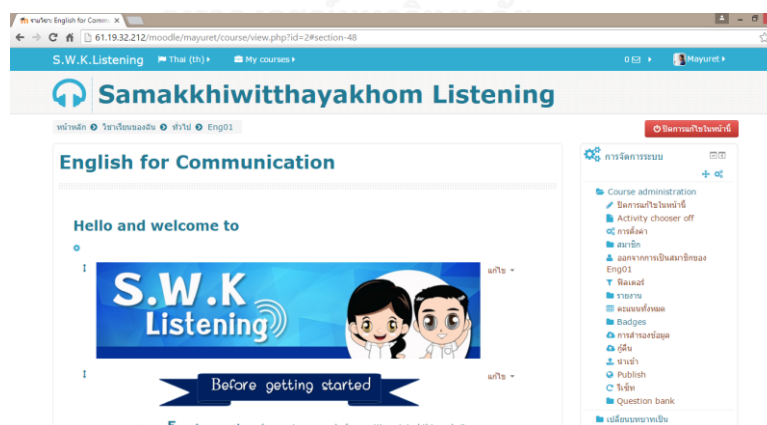 รายวิชา: English for Commu
61.19.32.212/moodle/mayuret/course/view.php?id=2#section-48
S.W.K.Listening Thai (th) My courses 0 Mayuret
Samakkhiwitthayakhom Listening
หน้าหลัก วิชาเรียนของฉัน ทั่วไป Eng01
ปิดการแก้ไขในหน้านี้
English for Communication
Hello and welcome to
แก้ไข
S.W.K
Listening
แก้ไข
Before getting started
การจัดการระบบ
Course administration
ปิดการแก้ไขในหน้านี้
Activity chooser off
การตั้งค่า
สมาชิก
ออกจากการเป็นสมาชิกของ
Eng01
ฟิลเตอร์
รายงาน
คะแนนทั้งหมด
Badges
การสำรองข้อมูล
กู้คืน
นำเข้า
Publish
รีเซ็ท
Question bank
เปลี่ยนบทบาทเป็น